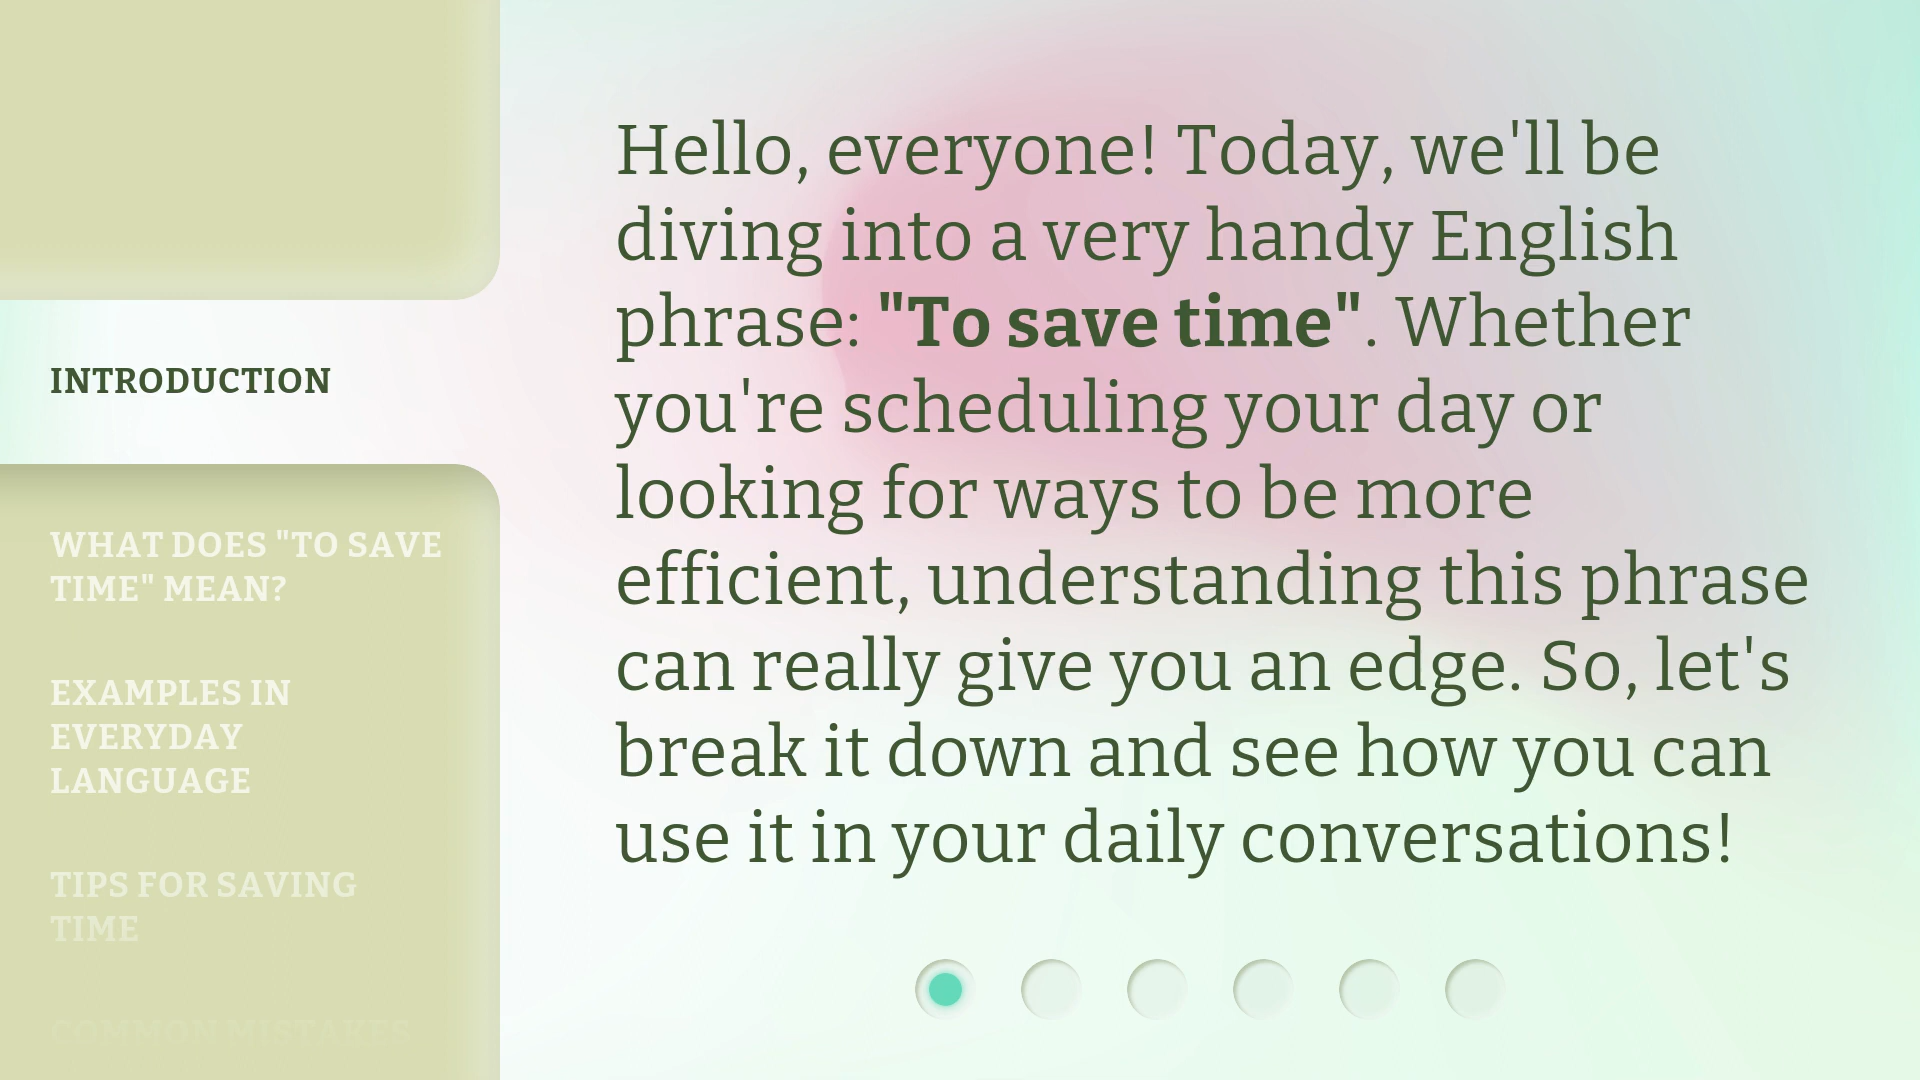 INTRODUCTION
WHAT DOES "TO SAVE
TIME" MEAN?
EXAMPLES IN
EVERYDAY
LANGUAGE
TIPS FOR SAVING
TIME
COMMON MISTAKES
Hello, everyone! Today, we'll be
diving into a very handy English
phrase: "To save time". Whether
you're scheduling your day or
looking for ways to be more
efficient, understanding this phrase
can really give you an edge. So, let's
break it down and see how you can
use it in your daily conversations!